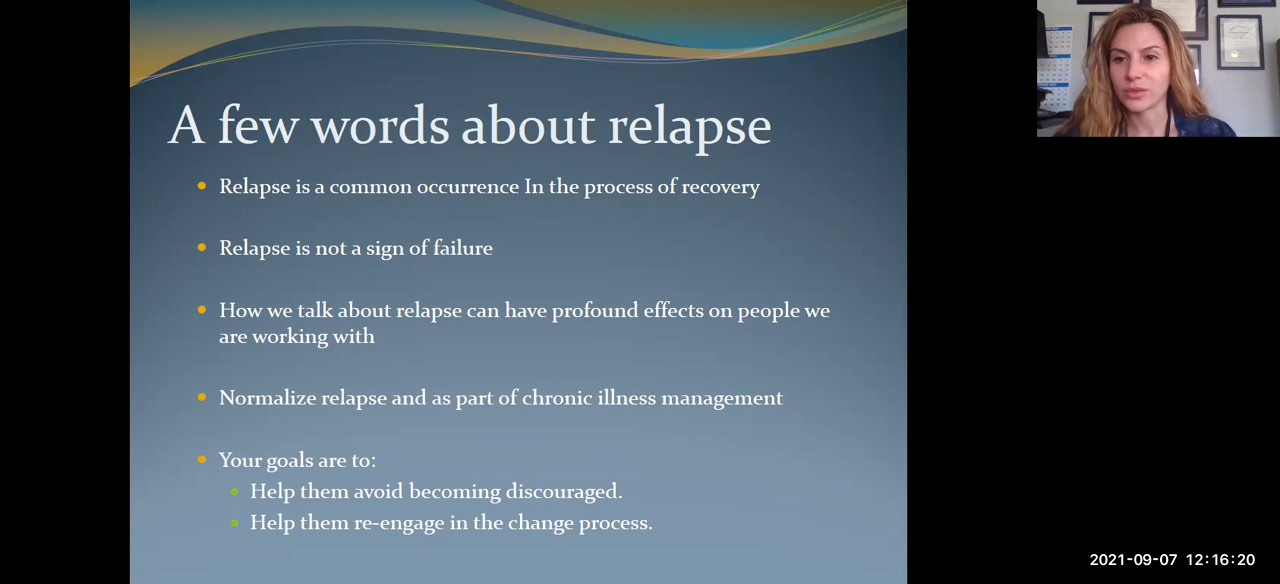 A few words about relapse
Relapse is a common occurrence In the process of recovery
Relapse is not a sign of failure
How we talk about relapse can have profound effects on people we
are working with
Normalize relapse and as part of chronic illness management
Your goals are to:
Help them avoid becoming discouraged.
Help them re-engage in the change process.
2021-09-07 12:16:20